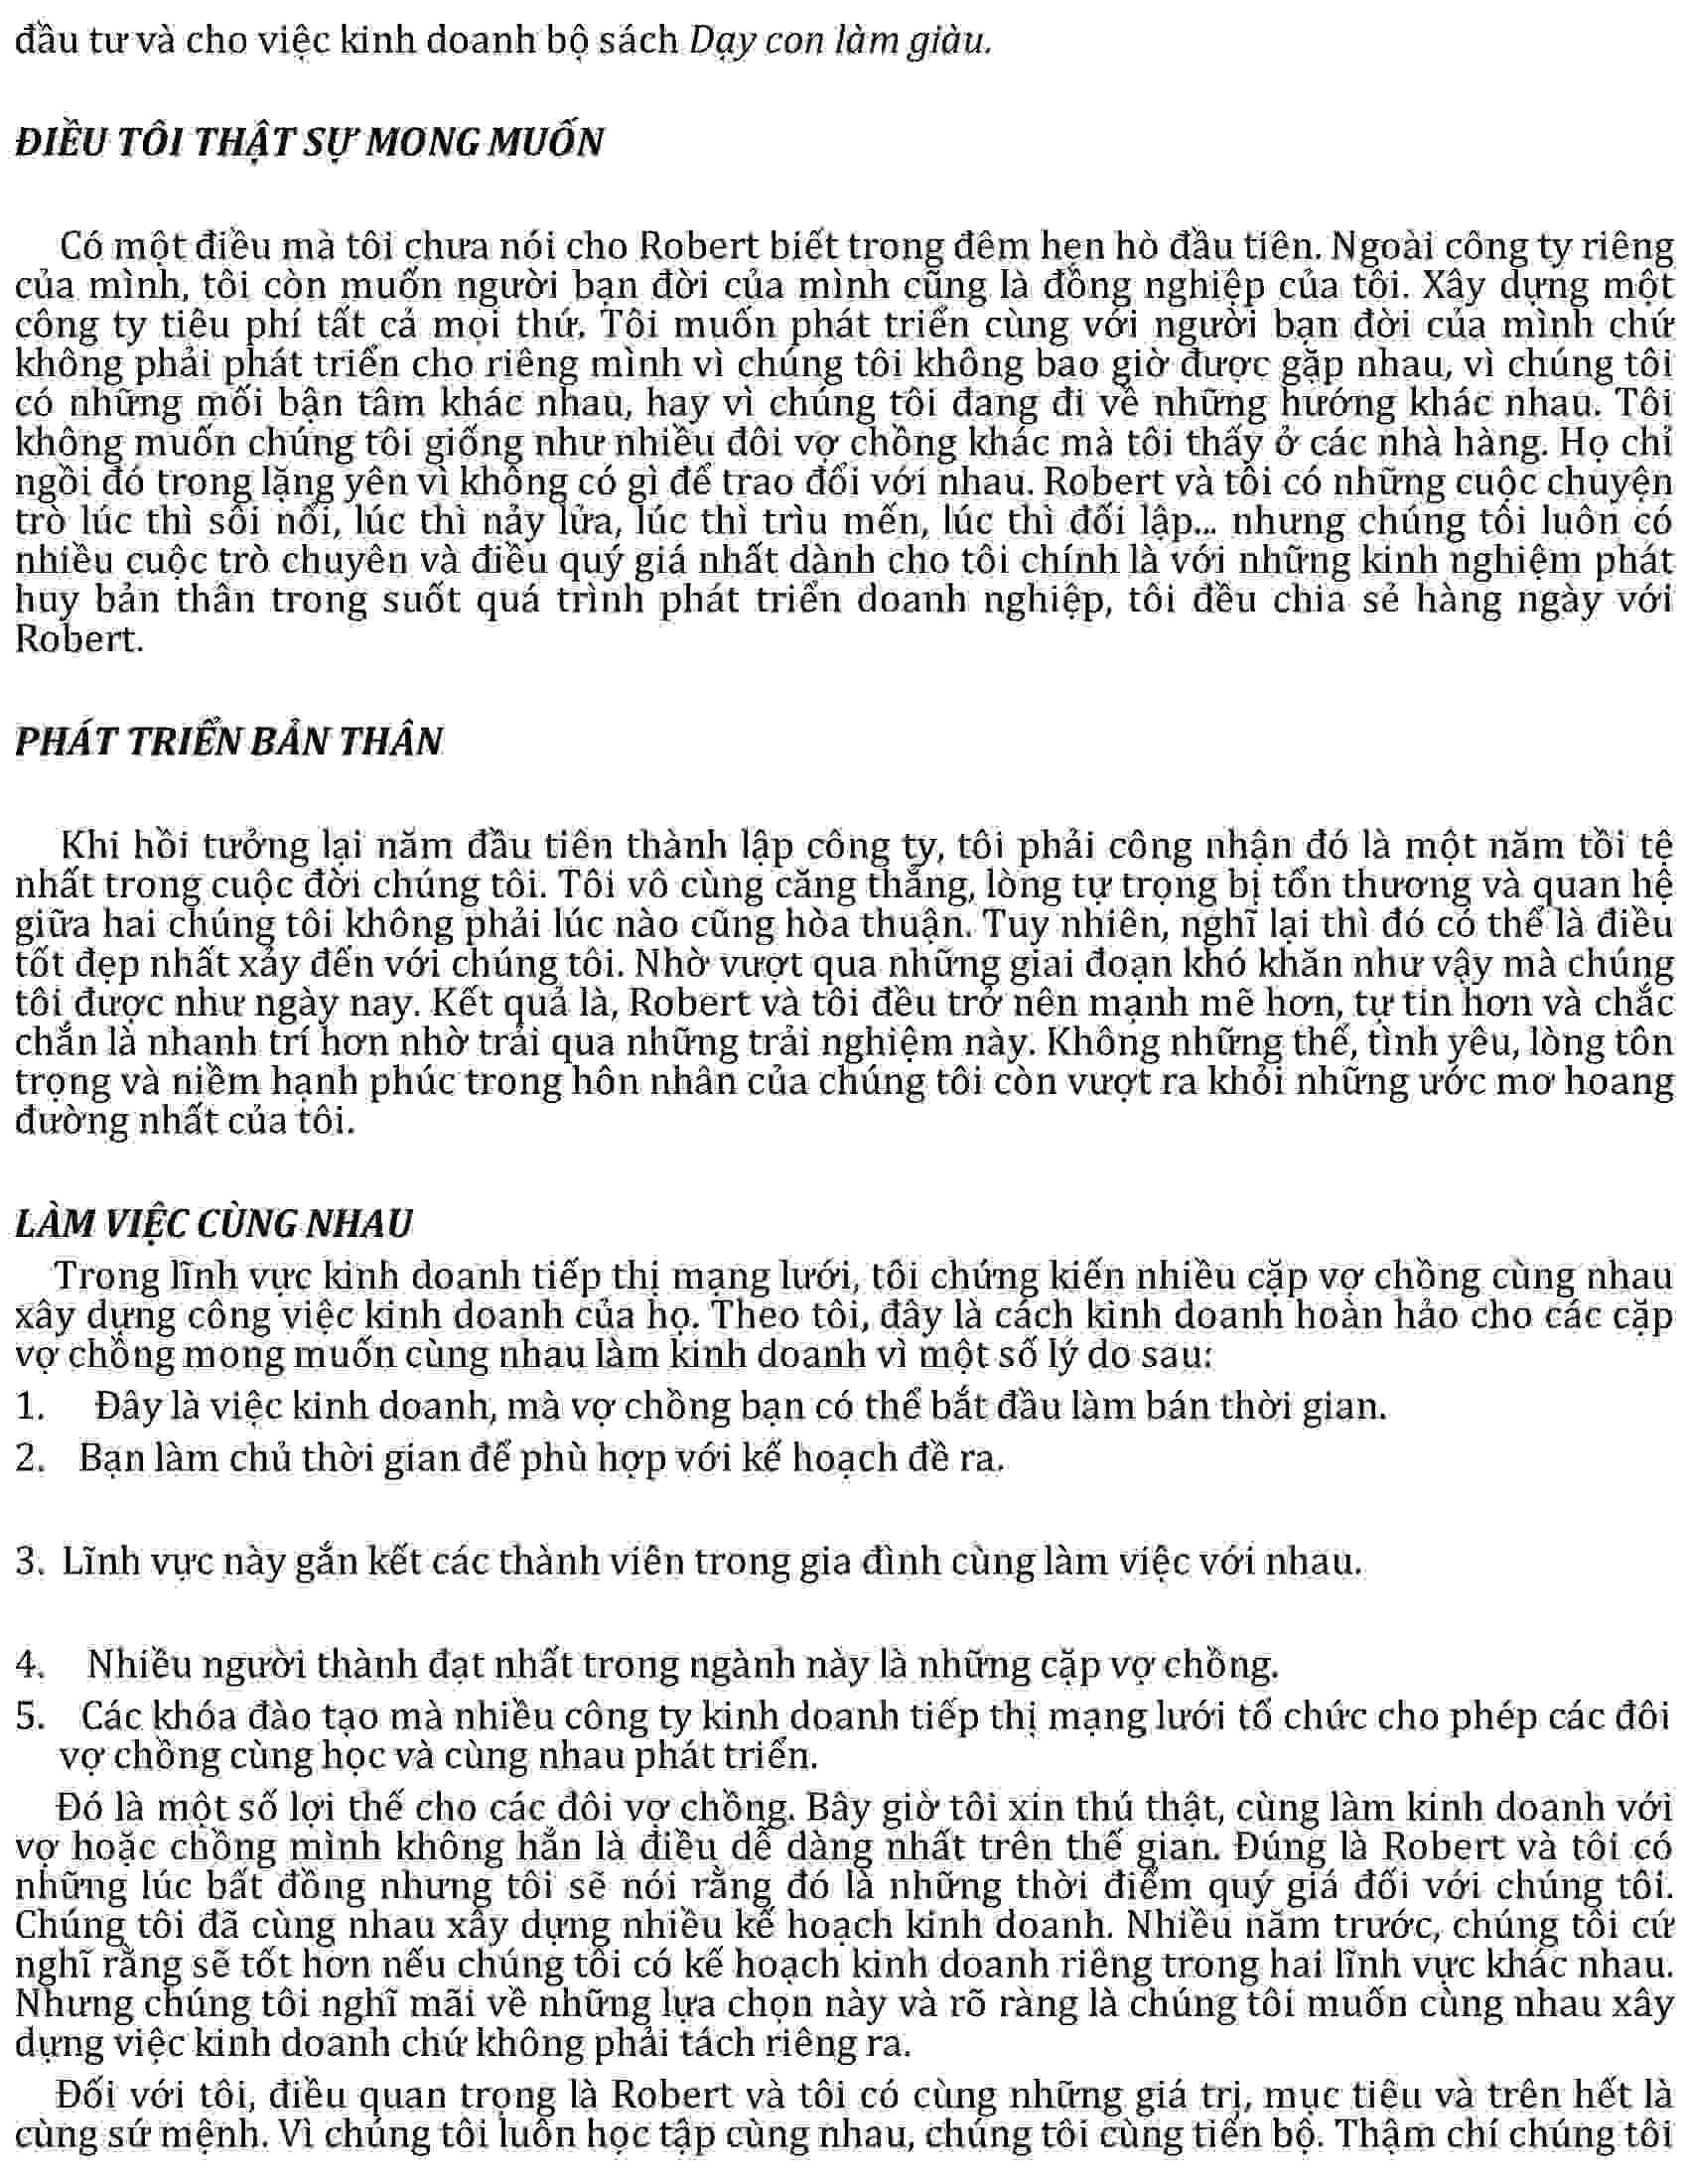 đầu tư và cho việc kinh doanh bộ sách Dạy con làm giàu.
ĐIỀU TÔI THẬT SỰ MONG MUỐN
Có một điều mà tôi chưa nói cho Robert biết trong đêm hẹn hò đầu tiên. Ngoài công ty riêng
của mình, tôi còn muốn người bạn đời của mình cũng là đồng nghiệp của tôi. Xây dựng một
công ty tiêu phí tất cả mọi thứ. Tôi muốn phát triển cùng với người bạn đời của mình chứ
không phải phát triển cho riêng mình vì chúng tôi không bao giờ được gặp nhau, vì chúng tôi
có những mối bận tâm khác nhau, hay vì chúng tôi đang đi về những hướng khác nhau. Tôi
không muốn chúng tôi giống như nhiều đôi vợ chồng khác mà tôi thấy ở các nhà hàng. Họ chỉ
ngồi đó trong lặng yên vì không có gì để trao đổi với nhau. Robert và tôi có những cuộc chuyện
trò lúc thì sôi nổi, lúc thì nảy lửa, lúc thì trìu mến, lúc thì đối lập... nhưng chúng tôi luôn có
nhiều cuộc trò chuyện và điều quý giá nhất dành cho tôi chính là với những kinh nghiệm phát
huy bản thân trong suốt quá trình phát triển doanh nghiệp, tôi đều chia sẻ hàng ngày với
Robert.
PHÁT TRIỂN BẢN THÂN
Khi hồi tưởng lại năm đầu tiên thành lập công ty, tôi phải công nhận đó là một năm tồi tệ
nhất trong cuộc đời chúng tôi. Tôi vô cùng căng thẳng, lòng tự trọng bị tổn thương và quan hệ
giữa hai chúng tôi không phải lúc nào cũng hòa thuận. Tuy nhiên, nghĩ lại thì đó có thể là điều
tốt đẹp nhất xảy đến với chúng tôi. Nhờ vượt qua những giai đoạn khó khăn như vậy mà chúng
tôi được như ngày nay. Kết quả là, Robert và tôi đều trở nên mạnh mẽ hơn, tự tin hơn và chắc
chắn là nhanh trí hơn nhờ trải qua những trải nghiệm này. Không những thế, tình yêu, lòng tôn
trọng và niềm hạnh phúc trong hôn nhân của chúng tôi còn vượt ra khỏi những ước mơ hoang
đường nhất của tôi.
LÀM VIỆC CÙNG NHAU
Trong lĩnh vực kinh doanh tiếp thị mạng lưới, tôi chứng kiến nhiều cặp vợ chồng cùng nhau
xây dựng công việc kinh doanh của họ. Theo tôi, đây là cách kinh doanh hoàn hảo cho các cặp
vợ chồng mong muốn cùng nhau làm kinh doanh vì một số lý do sau:
1. Đây là việc kinh doanh, mà vợ chồng bạn có thể bắt đầu làm bán thời gian.
2. Bạn làm chủ thời gian để phù hợp với kế hoạch đề ra.
3. Lĩnh vực này gắn kết các thành viên trong gia đình cùng làm việc với nhau.
4. Nhiều người thành đạt nhất trong ngành này là những cặp vợ chồng.
5. Các khóa đào tạo mà nhiều công ty kinh doanh tiếp thị mạng lưới tổ chức cho phép các đôi
vợ chồng cùng học và cùng nhau phát triển.
Đó là một số lợi thế cho các đôi vợ chồng. Bây giờ tôi xin thú thật, cùng làm kinh doanh với
vợ hoặc chồng mình không hẳn là điều dễ dàng nhất trên thế gian. Đúng là Robert và tôi có
những lúc bất đồng nhưng tôi sẽ nói rằng đó là những thời điểm quý giá đối với chúng tôi.
Chúng tôi đã cùng nhau xây dựng nhiều kế hoạch kinh doanh. Nhiều năm trước, chúng tôi cứ
nghĩ rằng sẽ tốt hơn nếu chúng tôi có kế hoạch kinh doanh riêng trong hai lĩnh vực khác nhau.
Nhưng chúng tôi nghĩ mãi về những lựa chọn này và rõ ràng là chúng tôi muốn cùng nhau xây
dựng việc kinh doanh chứ không phải tách riêng ra.
Đối với tôi, điều quan trọng là Robert và tôi có cùng những giá trị, mục tiêu và trên hết là
cùng sứ mệnh. Vì chúng tôi luôn học tập cùng nhau, chúng tôi cùng tiến bộ. Thậm chí chúng tôi